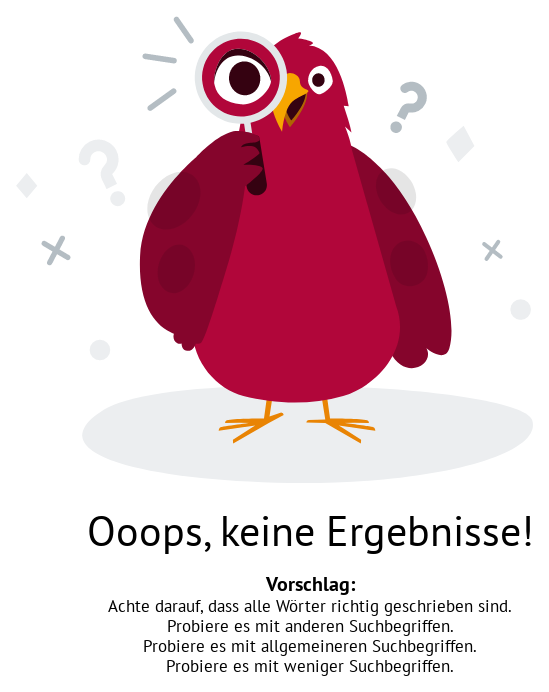 Ooops, keine Ergebnisse!
Vorschlag:
Achte darauf, dass alle Wörter richtig geschrieben sind.
Probiere es mit anderen Suchbegriffen.
Probiere es mit allgemeineren Suchbegriffen.
Probiere es mit weniger Suchbegriffen.